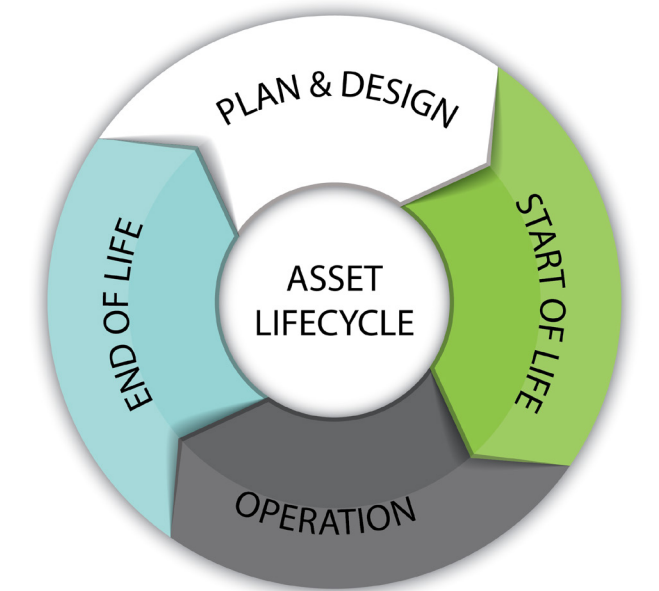 PLAN & DESIGN
START OF LIFE
OPERATION
END OF LIFE
ASSET
LIFECYCLE